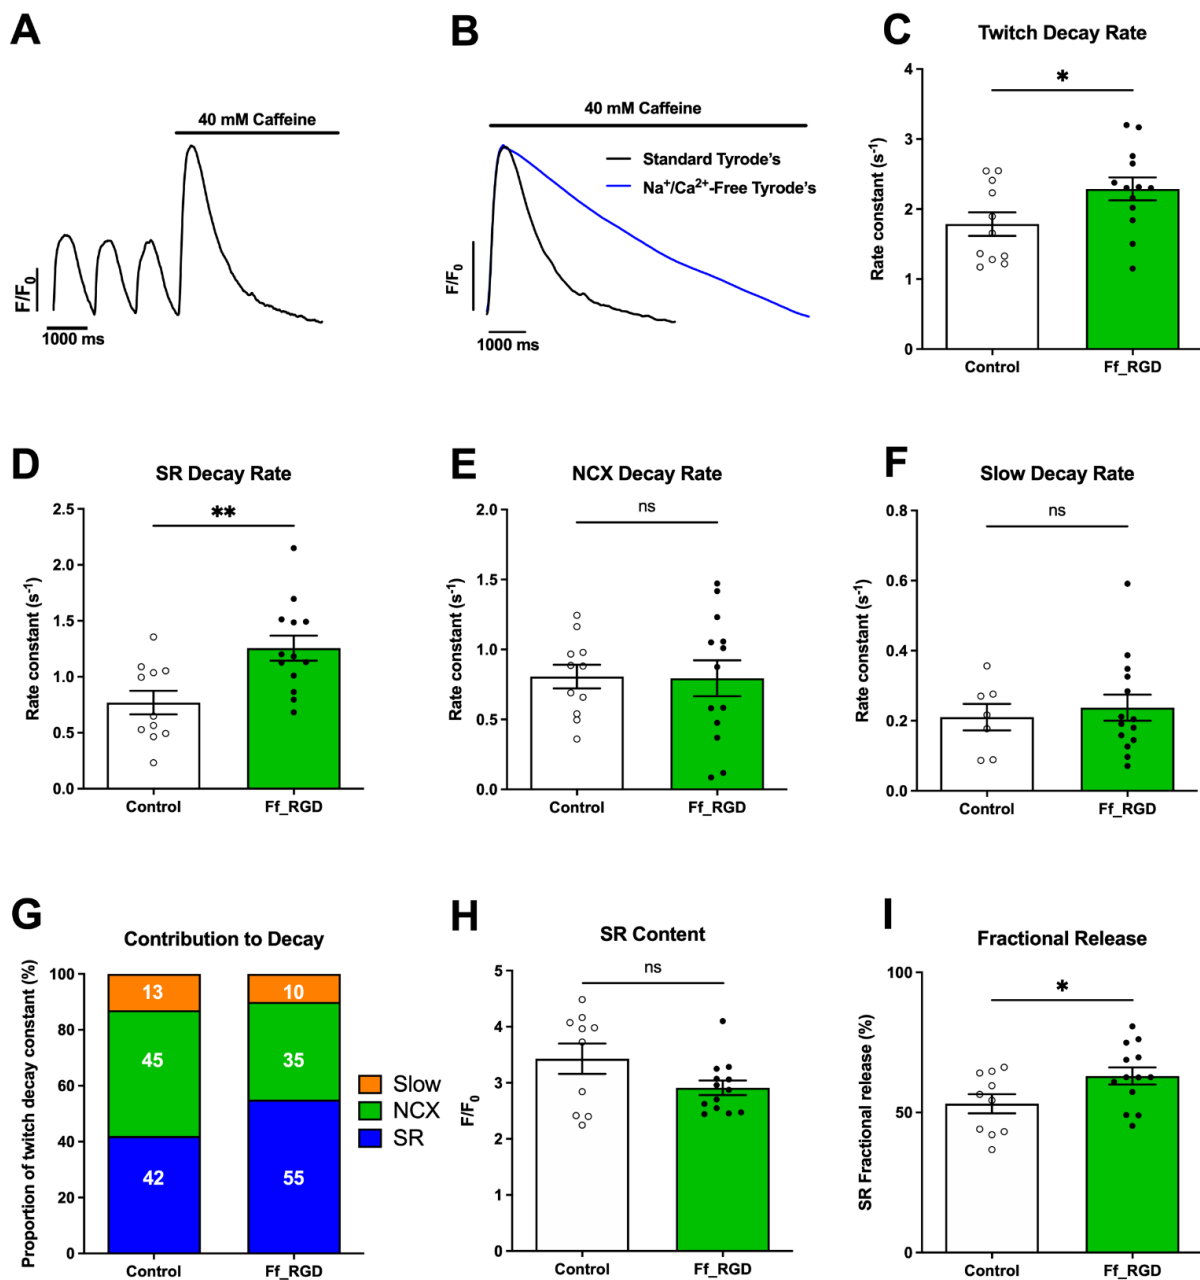 A
40 mM Caffeine
F/F0
1000 ms
B
40 mM Caffeine
Standard Tyrode's
Na+/Ca2+-Free Tyrode's
F/F0
1000 ms
C
Twitch Decay Rate
Rate constant (s-1)
4
3
2
1
0
*
Control
Ff_RGD
D
SR Decay Rate
Rate constant (s-1)
2.5
2.0
1.5
1.0
0.5
0.0
**
Control
Ff_RGD
E
NCX Decay Rate
Rate constant (s-1)
2.0
1.5
1.0
0.5
0.0
ns
Control
Ff_RGD
F
Slow Decay Rate
Rate constant (s-1)
0.8
0.6
0.4
0.2
0.0
ns
Control
Ff_RGD
G
Contribution to Decay
Proportion of twitch decay constant (%)
100
80
60
40
20
0
13
45
42
10
35
55
Control
Ff_RGD
Slow
NCX
SR
H
SR Content
F/F0
5
4
3
2
1
0
ns
Control
Ff_RGD
I
Fractional Release
SR Fractional release (%)
100
50
0
*
Control
Ff_RGD